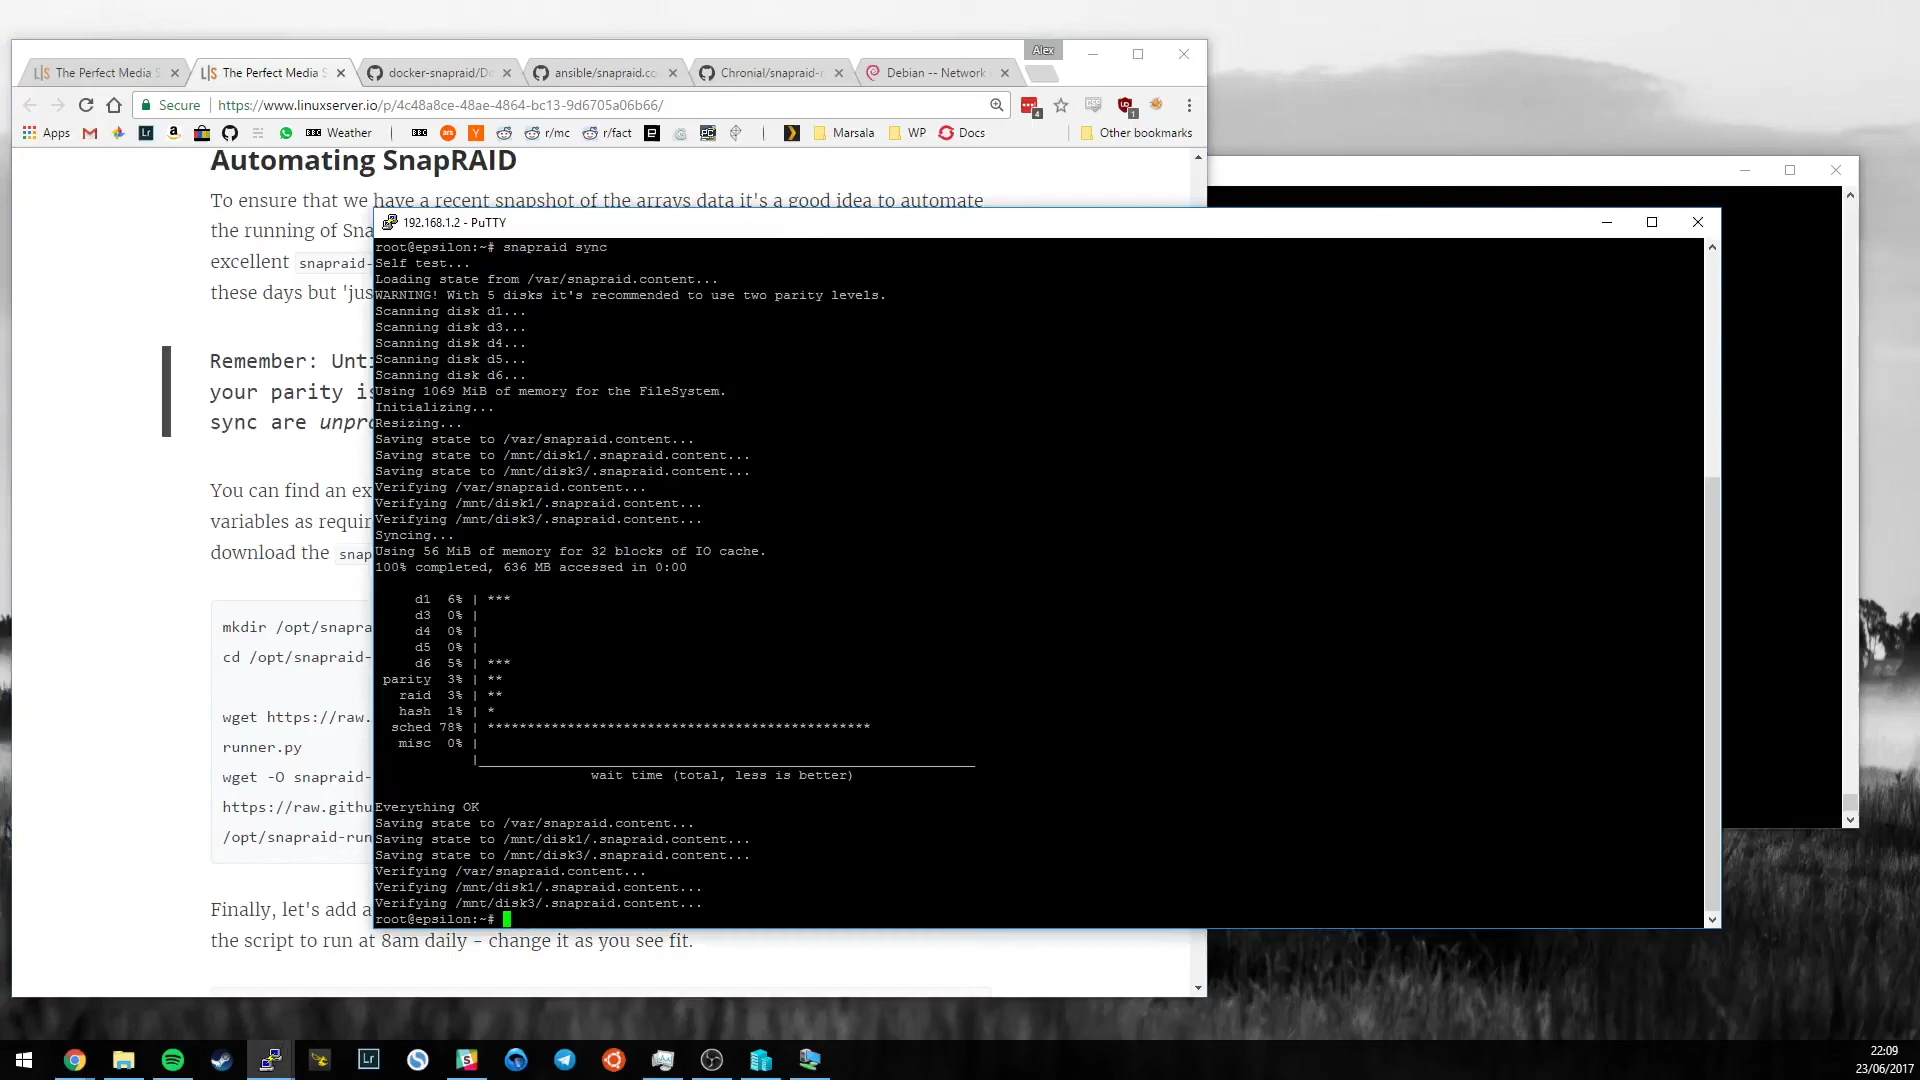 Alex
The Perfect Media S
The Perfect Media S
docker-snapraid/Do
ansible/snapraid.co
Chronial/snapraid-r
Debian -- Network
Secure
https://www.linuxserver.io/p/4c48a8ce-48ae-4864-bc13-9d6705a06b66/
4
1
Apps
Lr
BBC Weather
BBC
ars
Y
r/mc
r/fact
Marsala
WP
Docs
Other bookmarks
Automating SnapRAID
To ensure that we have a recent snapshot of the arrays data it's a good idea to automate
the running of Sna
excellent snapraid-
these days but 'jus
Remember: Unti
your parity is
sync are unpro
You can find an ex
variables as requir
download the snap
mkdir /opt/snapra
cd /opt/snapraid-
wget https://raw.
runner.py
wget -O snapraid-
https://raw.githu
/opt/snapraid-run
Finally, let's add a
the script to run at 8am daily - change it as you see fit.
192.168.1.2 - PuTTY
root@epsilon:~# snapraid sync
Self test...
Loading state from /var/snapraid.content...
WARNING! With 5 disks it's recommended to use two parity levels.
Scanning disk d1...
Scanning disk d3...
Scanning disk d4...
Scanning disk d5...
Scanning disk d6...
Using 1069 MiB of memory for the FileSystem.
Initializing...
Resizing...
Saving state to /var/snapraid.content...
Saving state to /mnt/disk1/.snapraid.content...
Saving state to /mnt/disk3/.snapraid.content...
Verifying /var/snapraid.content...
Verifying /mnt/disk1/.snapraid.content...
Verifying /mnt/disk3/.snapraid.content...
Syncing...
Using 56 MiB of memory for 32 blocks of IO cache.
100% completed, 636 MB accessed in 0:00
d1 6% | ***
d3 0% |
d4 0% |
d5 0% |
d6 5% | ***
parity 3% | **
raid 3% | **
hash 1% | *
sched 78% | ************************************************
misc 0% |
|______________________________________________________________
wait time (total, less is better)
Everything OK
Saving state to /var/snapraid.content...
Saving state to /mnt/disk1/.snapraid.content...
Saving state to /mnt/disk3/.snapraid.content...
Verifying /var/snapraid.content...
Verifying /mnt/disk1/.snapraid.content...
Verifying /mnt/disk3/.snapraid.content...
root@epsilon:~#
Lr
22:09
23/06/2017